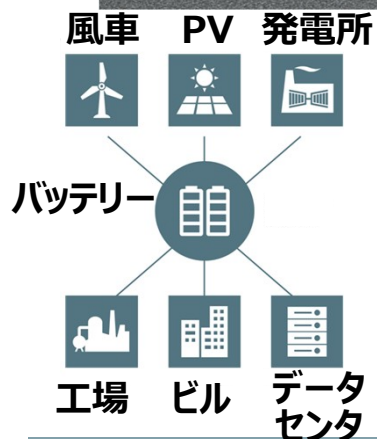 風車 PV 発電所
バッテリー
工場 ビル データ
センタ